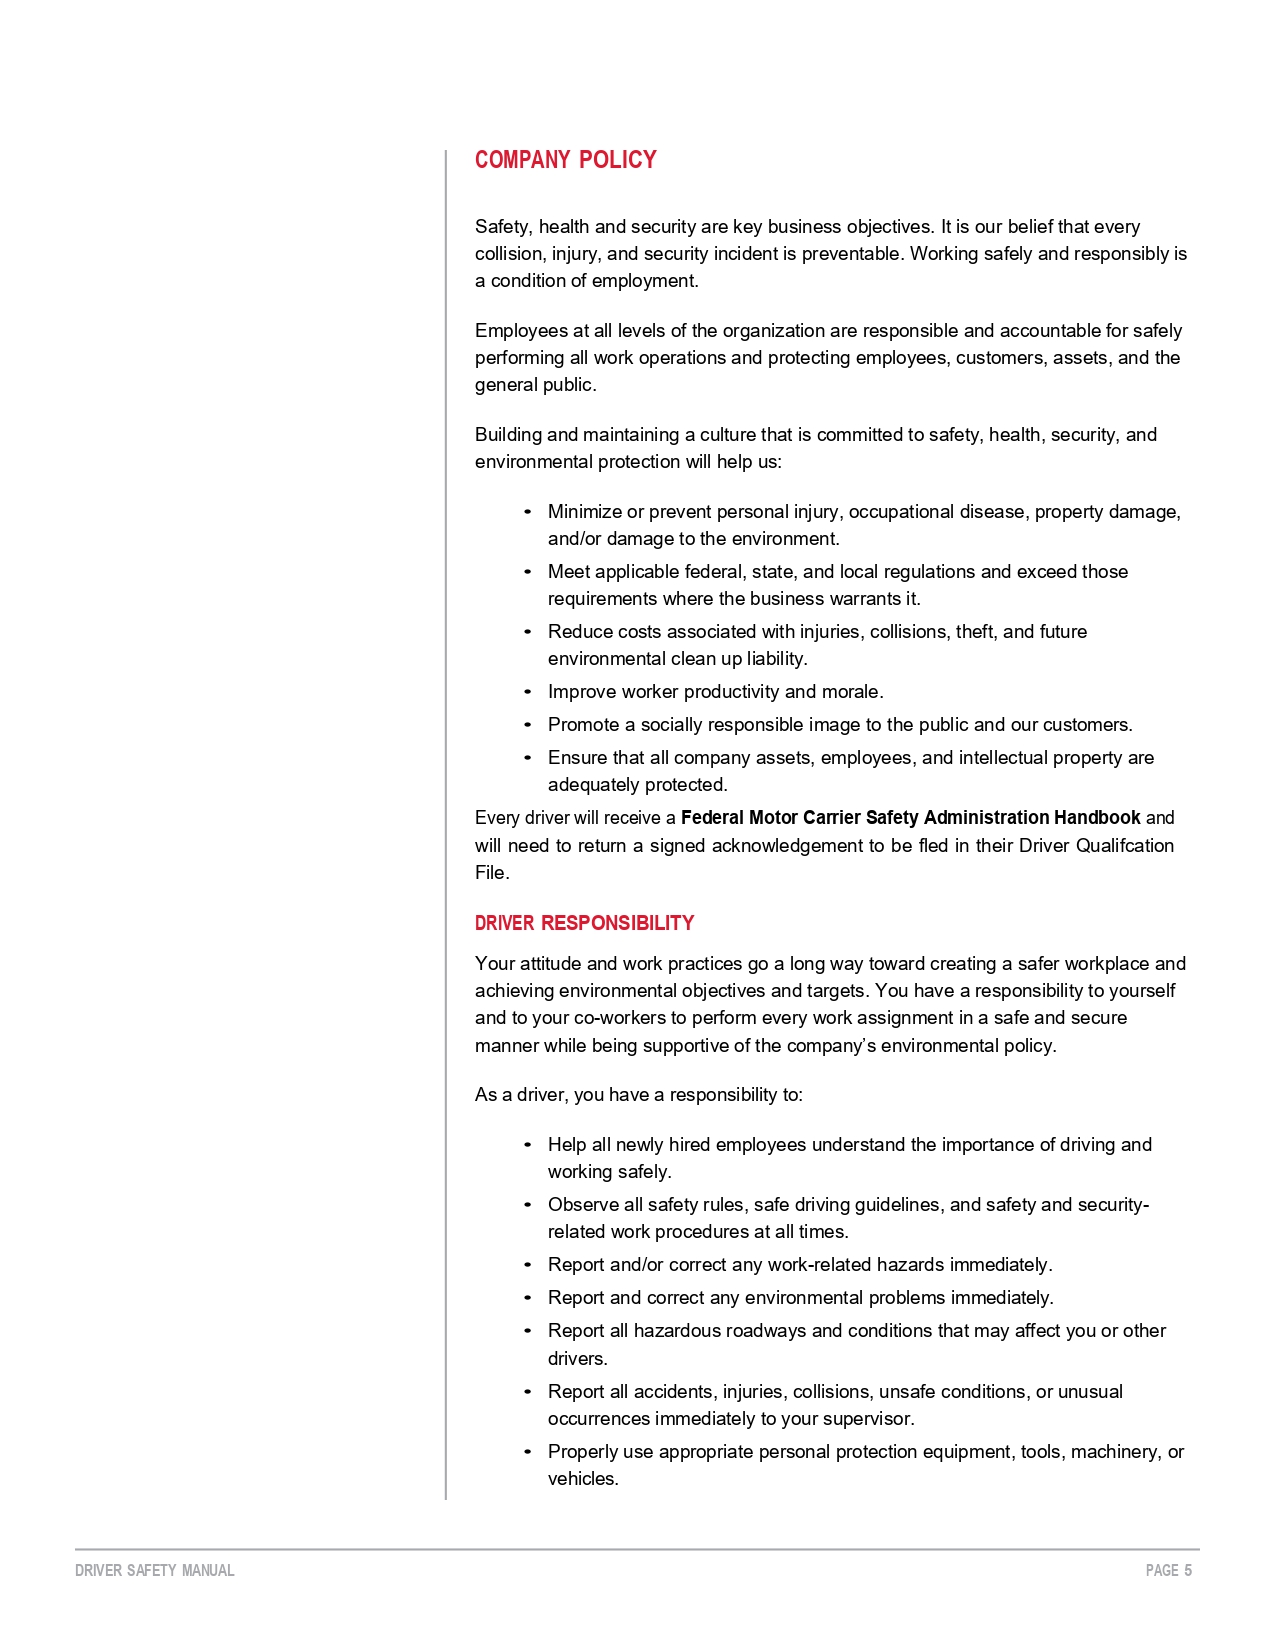 COMPANY POLICY
Safety, health and security are key business objectives. It is our belief that every
collision, injury, and security incident is preventable. Working safely and responsibly is
a condition of employment.
Employees at all levels of the organization are responsible and accountable for safely
performing all work operations and protecting employees, customers, assets, and the
general public.
Building and maintaining a culture that is committed to safety, health, security, and
environmental protection will help us:
• Minimize or prevent personal injury, occupational disease, property damage,
and/or damage to the environment.
• Meet applicable federal, state, and local regulations and exceed those
requirements where the business warrants it.
• Reduce costs associated with injuries, collisions, theft, and future
environmental clean up liability.
• Improve worker productivity and morale.
• Promote a socially responsible image to the public and our customers.
• Ensure that all company assets, employees, and intellectual property are
adequately protected.
Every driver will receive a Federal Motor Carrier Safety Administration Handbook and
will need to return a signed acknowledgement to be fled in their Driver Qualifcation
File.
DRIVER RESPONSIBILITY
Your attitude and work practices go a long way toward creating a safer workplace and
achieving environmental objectives and targets. You have a responsibility to yourself
and to your co-workers to perform every work assignment in a safe and secure
manner while being supportive of the company’s environmental policy.
As a driver, you have a responsibility to:
• Help all newly hired employees understand the importance of driving and
working safely.
• Observe all safety rules, safe driving guidelines, and safety and security-
related work procedures at all times.
• Report and/or correct any work-related hazards immediately.
• Report and correct any environmental problems immediately.
• Report all hazardous roadways and conditions that may affect you or other
drivers.
• Report all accidents, injuries, collisions, unsafe conditions, or unusual
occurrences immediately to your supervisor.
• Properly use appropriate personal protection equipment, tools, machinery, or
vehicles.
DRIVER SAFETY MANUAL
PAGE 5